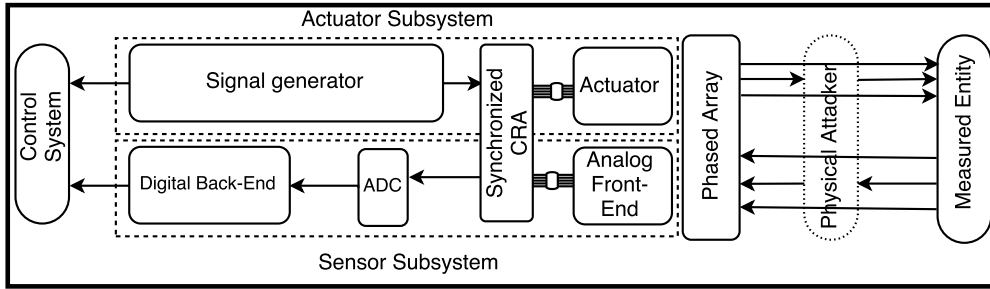 Actuator Subsystem
Control
System
Signal generator
Synchronized
CRA
Actuator
Phased Array
Physical Attacker
Measured Entity
Digital Back-End
ADC
Analog
Front-
End
Sensor Subsystem